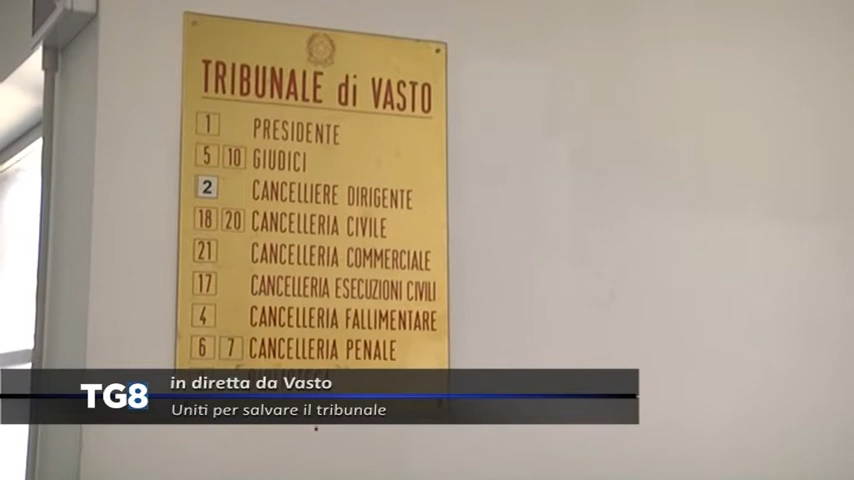 TRIBUNALE di VASTO
1 PRESIDENTE
5 10 GIUDICI
2 CANCELLIERE DIRIGENTE
18 20 CANCELLERIA CIVILE
21 CANCELLERIA COMMERCIALE
17 CANCELLERIA ESECUZIONI CIVILI
4 CANCELLERIA FALLIMENTARE
6 7 CANCELLERIA PENALE
TG8
in diretta da Vasto
Uniti per salvare il tribunale